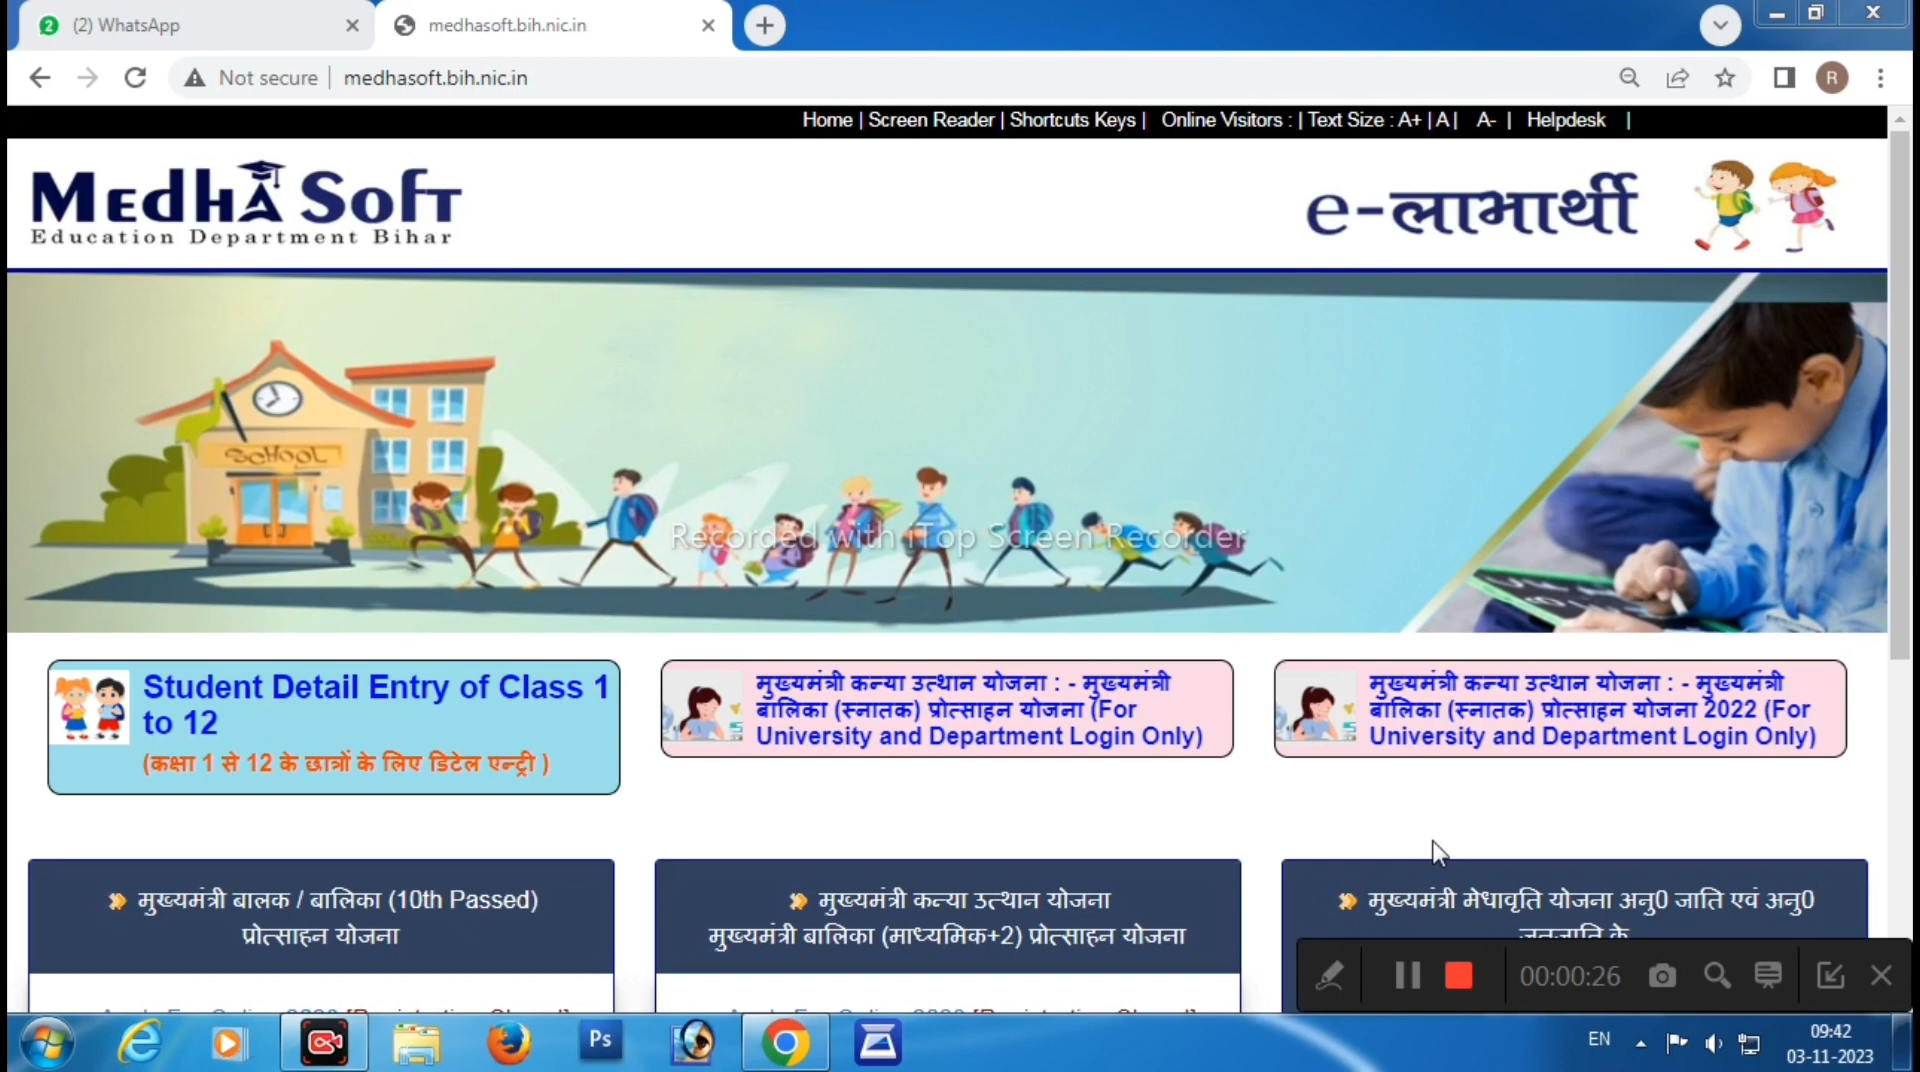 (2) WhatsApp
medhasoft.bih.nic.in
Not secure
medhasoft.bih.nic.in
R
Home | Screen Reader | Shortcuts Keys | Online Visitors : | Text Size : A+ | A | A- | Helpdesk |
MEdhA SofT
Education Department Bihar
e-लाभार्थी
SCHOOL
Recorded with iTop Screen Recorder
Student Detail Entry of Class 1
to 12
(कक्षा 1 से 12 के छात्रों के लिए डिटेल एन्ट्री )
मुख्यमंत्री कन्या उत्थान योजना : - मुख्यमंत्री
बालिका (स्नातक) प्रोत्साहन योजना (For
University and Department Login Only)
मुख्यमंत्री कन्या उत्थान योजना : - मुख्यमंत्री
बालिका (स्नातक) प्रोत्साहन योजना 2022 (For
University and Department Login Only)
मुख्यमंत्री बालक / बालिका (10th Passed)
प्रोत्साहन योजना
मुख्यमंत्री कन्या उत्थान योजना
मुख्यमंत्री बालिका (माध्यमिक+2) प्रोत्साहन योजना
मुख्यमंत्री मेधावृति योजना अनु0 जाति एवं अनु0
00:00:26
Ps
EN
09:42
03-11-2023